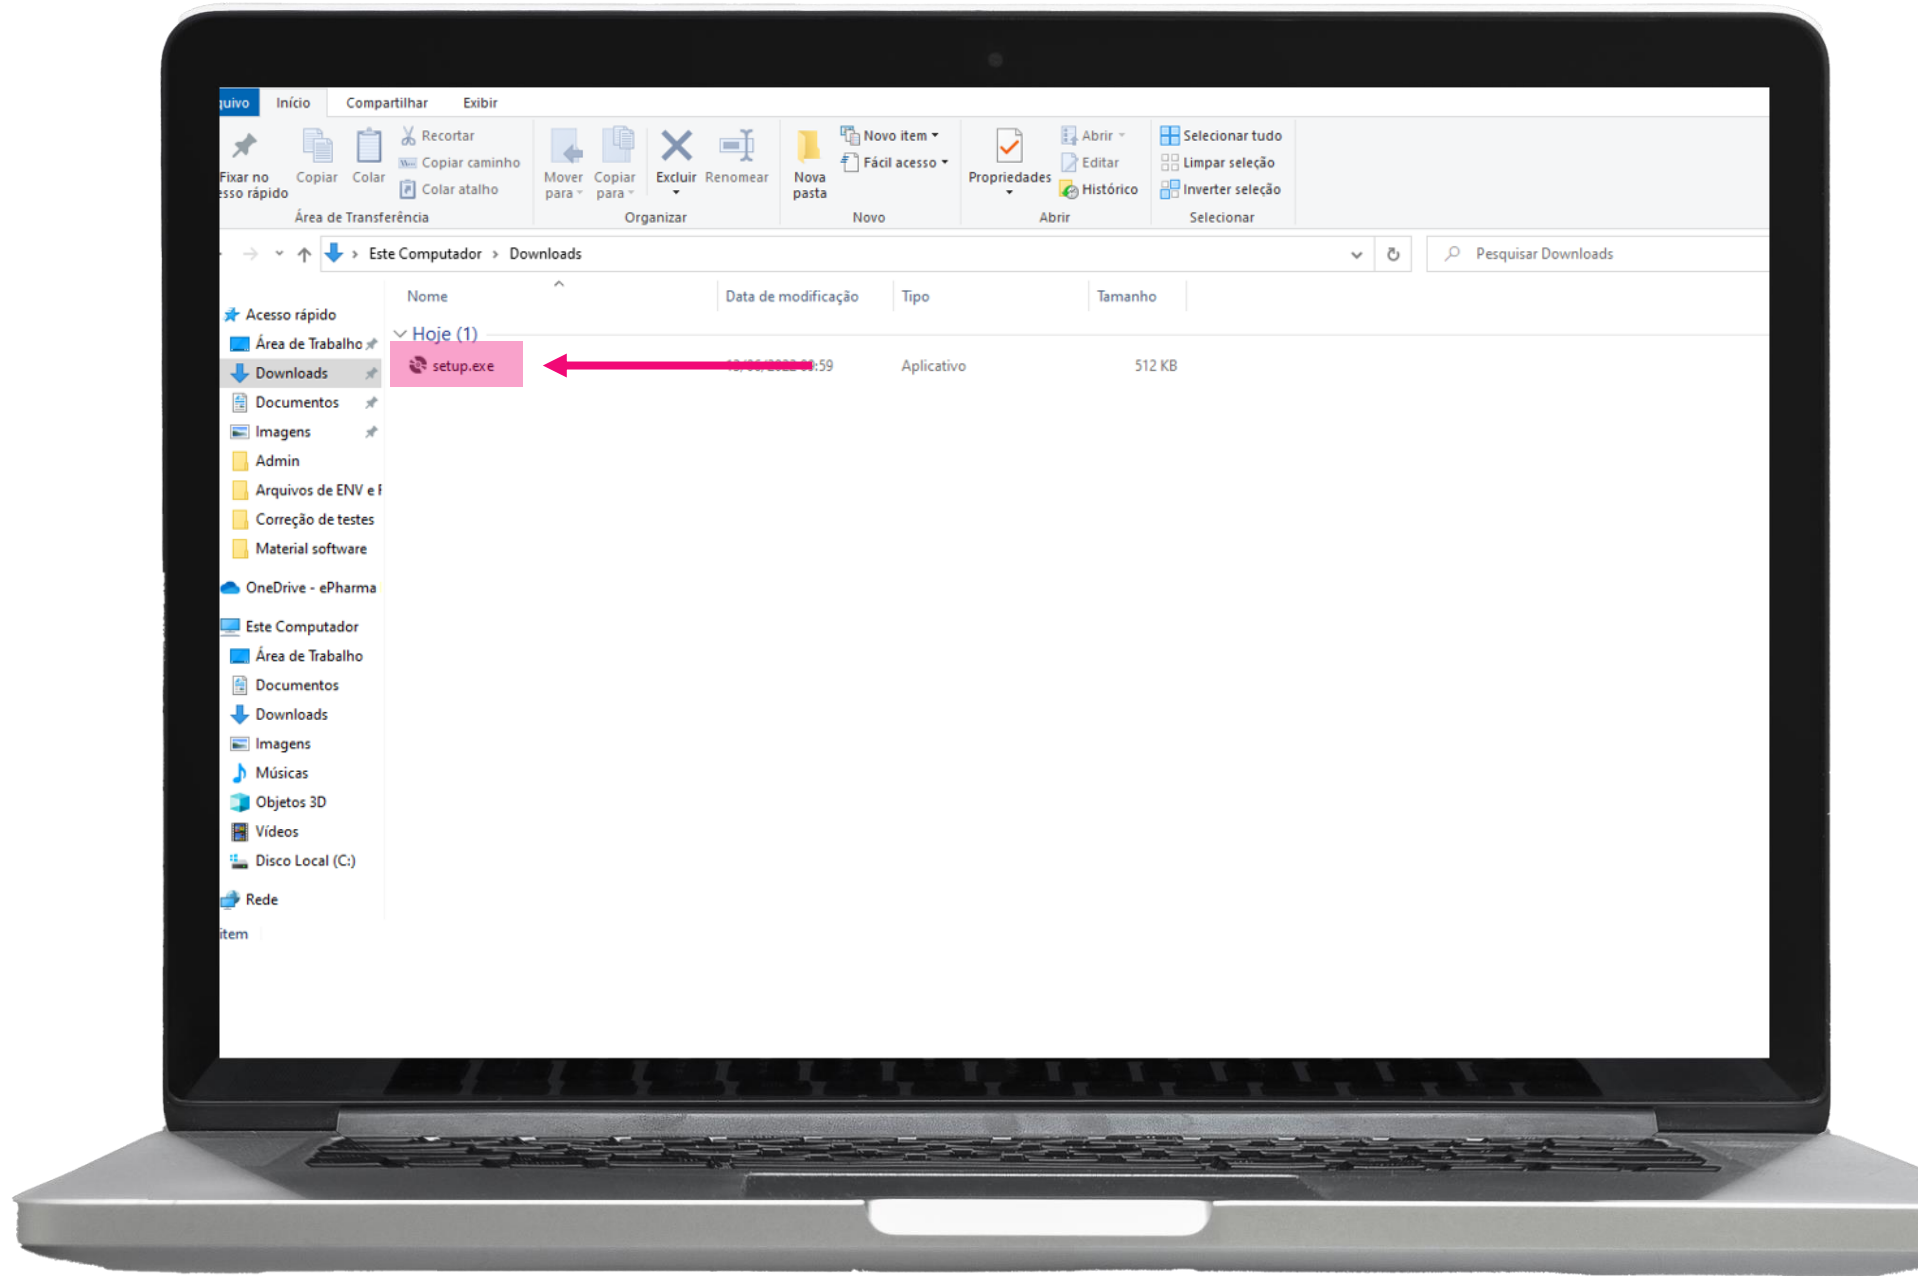 quivo Início Compartilhar Exibir
Recortar
Copiar caminho
Colar atalho
Fixar no
esso rápido
Copiar Colar
Mover
para
Copiar
para
Excluir Renomear
Nova
pasta
Novo item
Fácil acesso
Propriedades
Abrir
Editar
Histórico
Selecionar tudo
Limpar seleção
Inverter seleção
Área de Transferência Organizar Novo Abrir Selecionar
Este Computador > Downloads
Pesquisar Downloads
Nome Data de modificação Tipo Tamanho
Hoje (1)
setup.exe :59 Aplicativo 512 KB
Acesso rápido
Área de Trabalho
Downloads
Documentos
Imagens
Admin
Arquivos de ENV e
Correção de testes
Material software
OneDrive - ePharma
Este Computador
Área de Trabalho
Documentos
Downloads
Imagens
Músicas
Objetos 3D
Vídeos
Disco Local (C:)
Rede
item